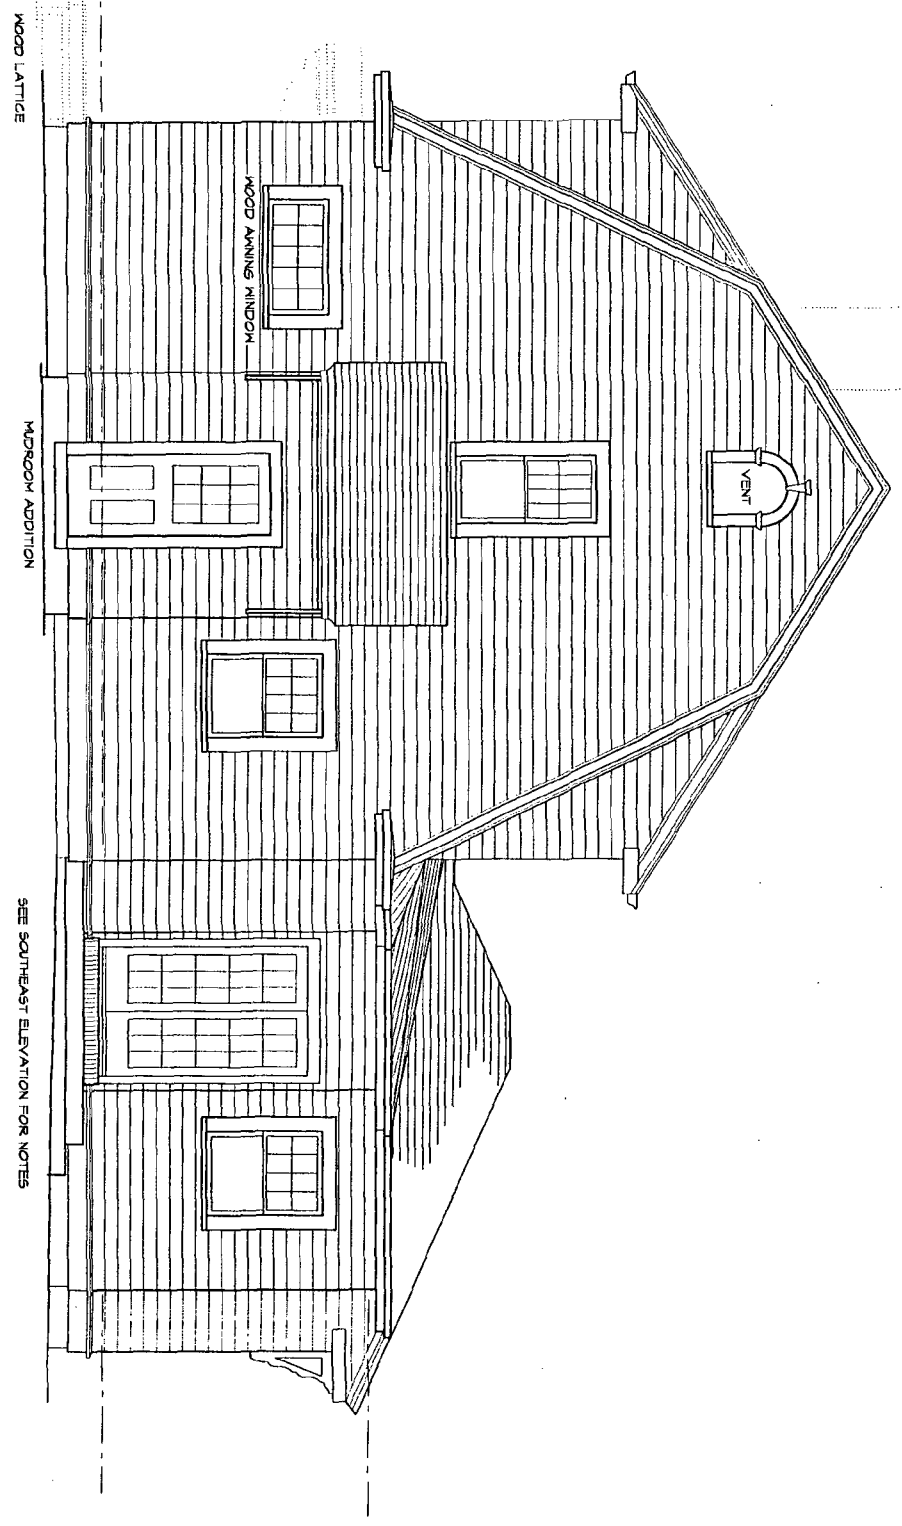 VENT
WOOD AWNING WINDOW
WOOD LATTICE
MUDROOM ADDITION
SEE SOUTHEAST ELEVATION FOR NOTES